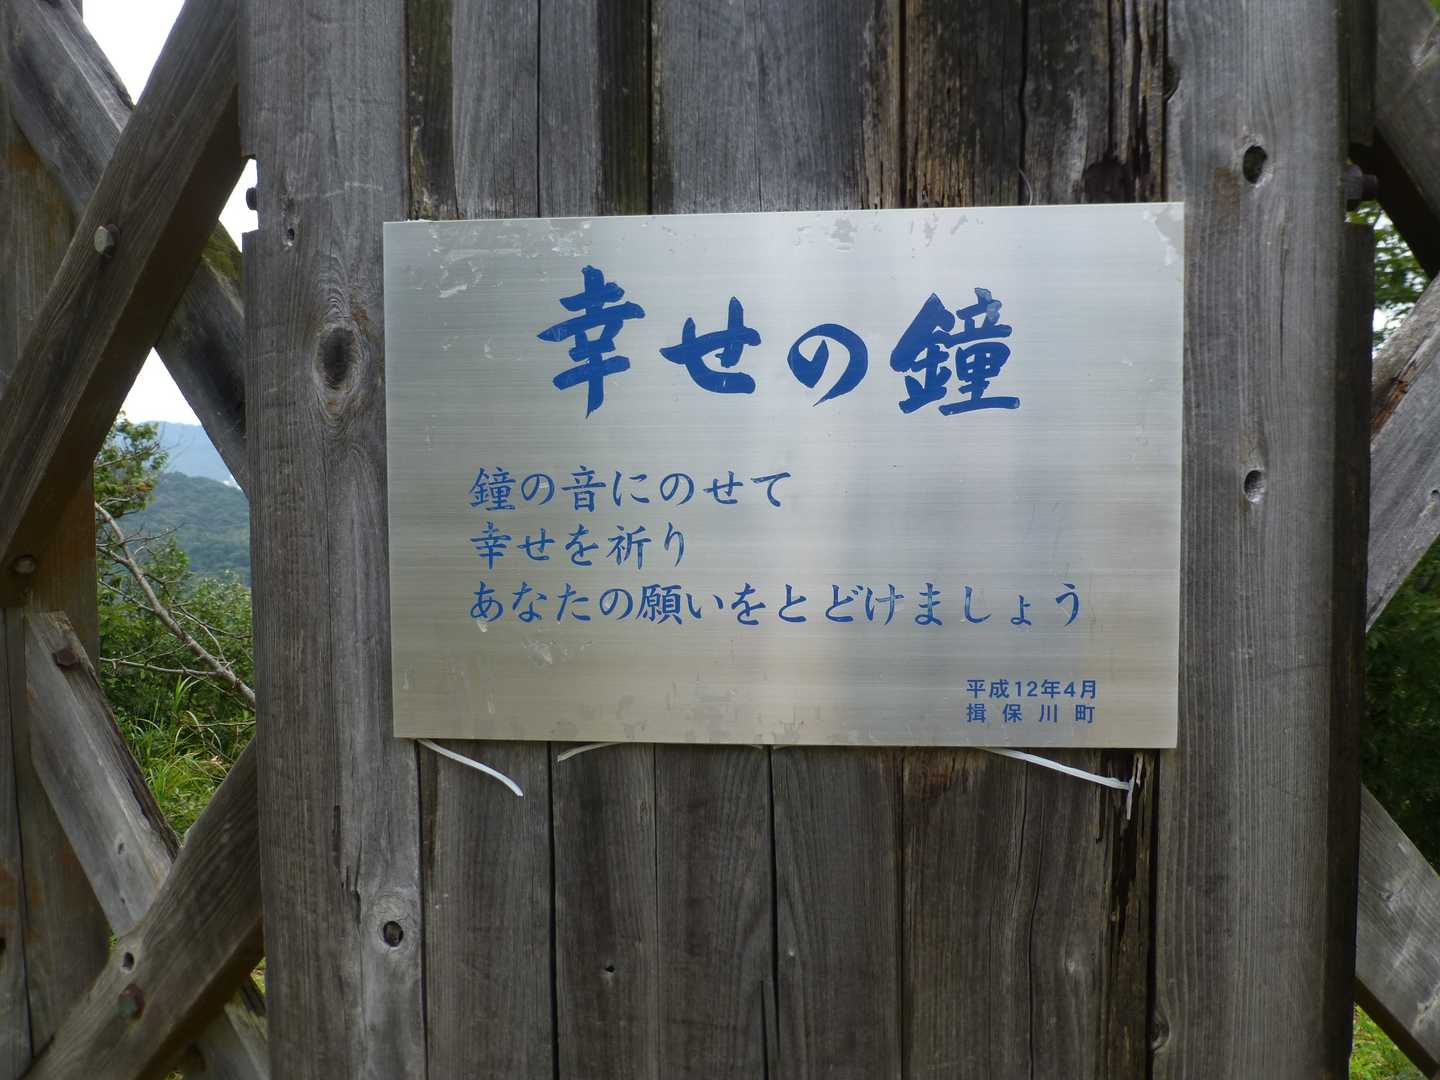 幸せの鐘
鐘の音にのせて
幸せを祈り
あなたの願いをとどけましょう
平成12年4月
揖保川町